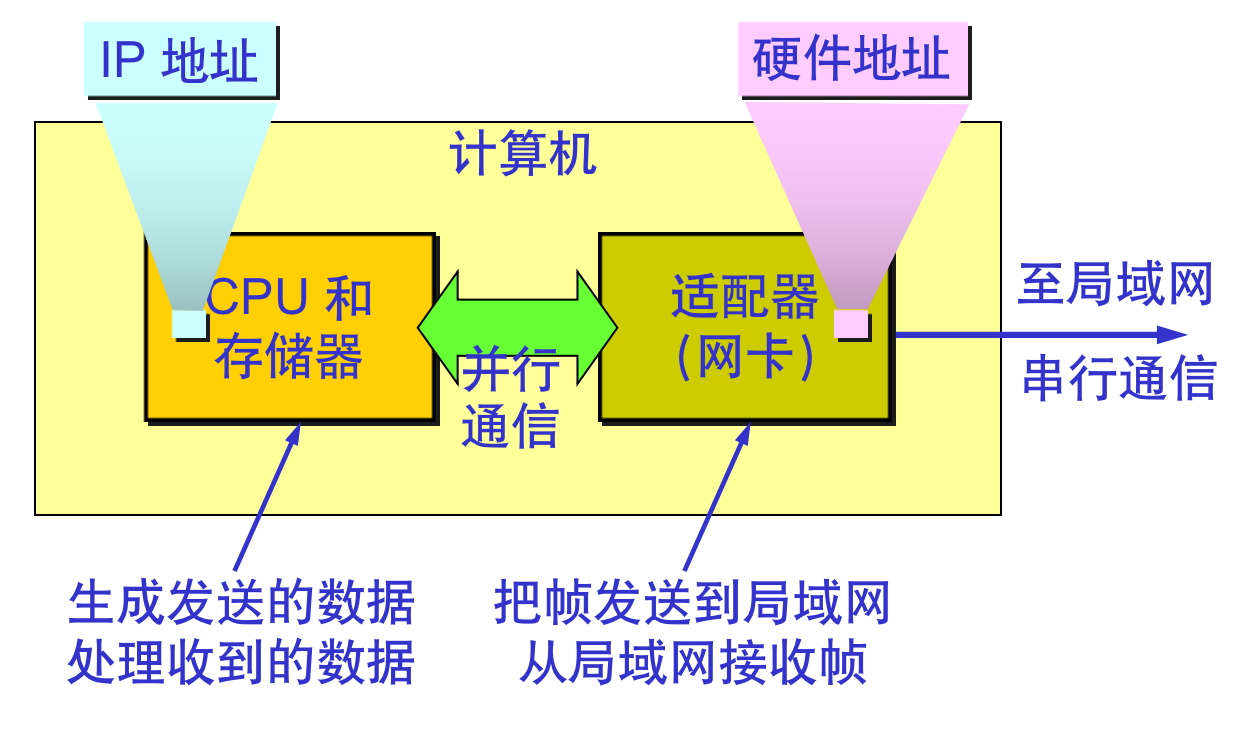 IP 地址
硬件地址
计算机
CPU 和
存储器
适配器
(网卡)
并行
通信
至局域网
串行通信
生成发送的数据
处理收到的数据
把帧发送到局域网
从局域网接收帧